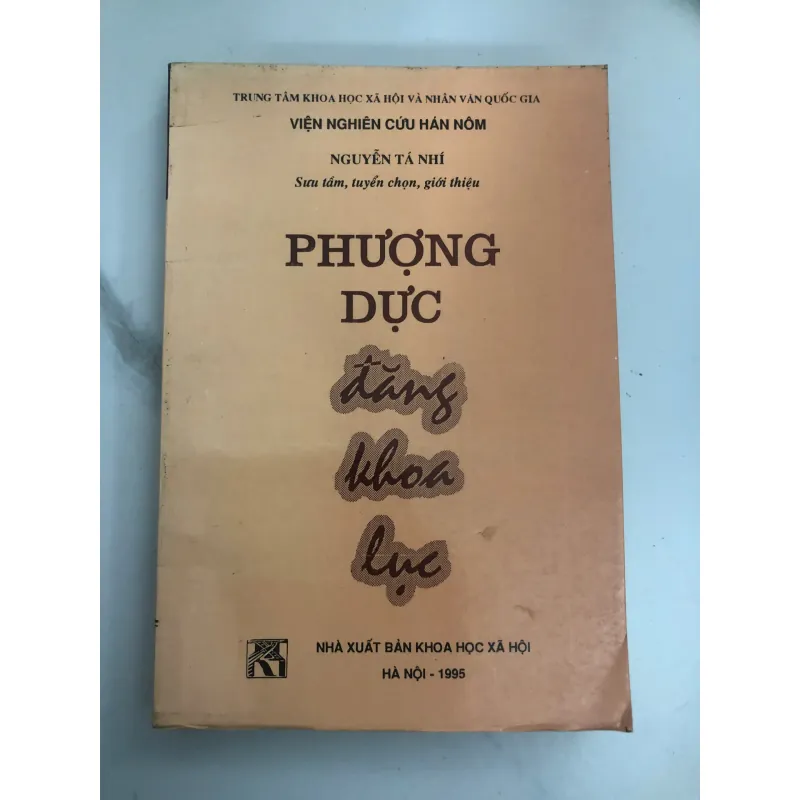 TRUNG TÂM KHOA HỌC XÃ HỘI VÀ NHÂN VĂN QUỐC GIA
VIỆN NGHIÊN CỨU HÁN NÔM
NGUYỄN TÁ NHÍ
Sưu tầm, tuyển chọn, giới thiệu
PHƯỢNG
DỰC
đăng
khoa
lục
NHÀ XUẤT BẢN KHOA HỌC XÃ HỘI
HÀ NỘI - 1995